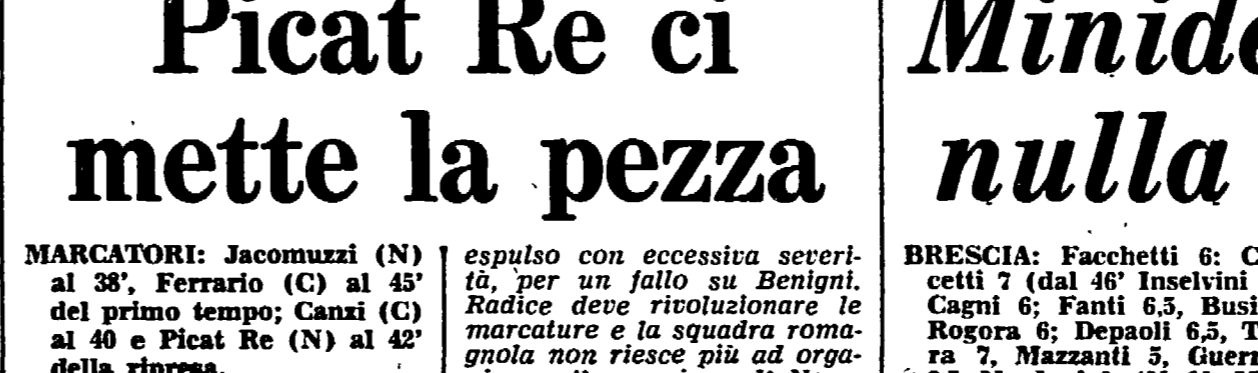 Picat Re ci
mette la pezza
MARCATORI: Jacomuzzi (N)
al 38', Ferrario (C) al 45'
del primo tempo; Canzi (C)
al 40 e Picat Re (N) al 42'
della ripresa.
espulso con eccessiva severi-
tà, per un fallo su Benigni.
Radice deve rivoluzionare le
marcature e la squadra roma-
gnola non riesce più ad orga-
nulla
BRESCIA: Facchetti 6: C
cetti 7 (dal 46' Inselvini
Cagni 6; Fanti 6,5, Busi
Rogora 6; Depaoli 6,5, T
ra 7, Mazzanti 5, Guerr